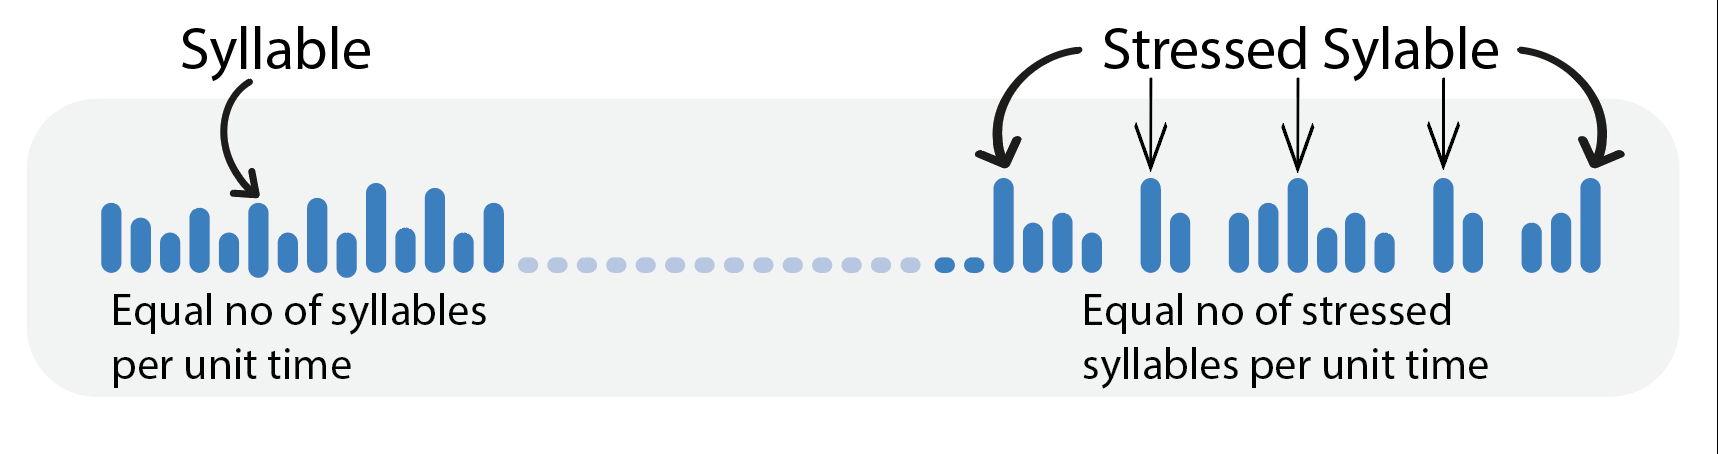 Syllable
Stressed Sylable
Equal no of syllables
per unit time
Equal no of stressed
syllables per unit time